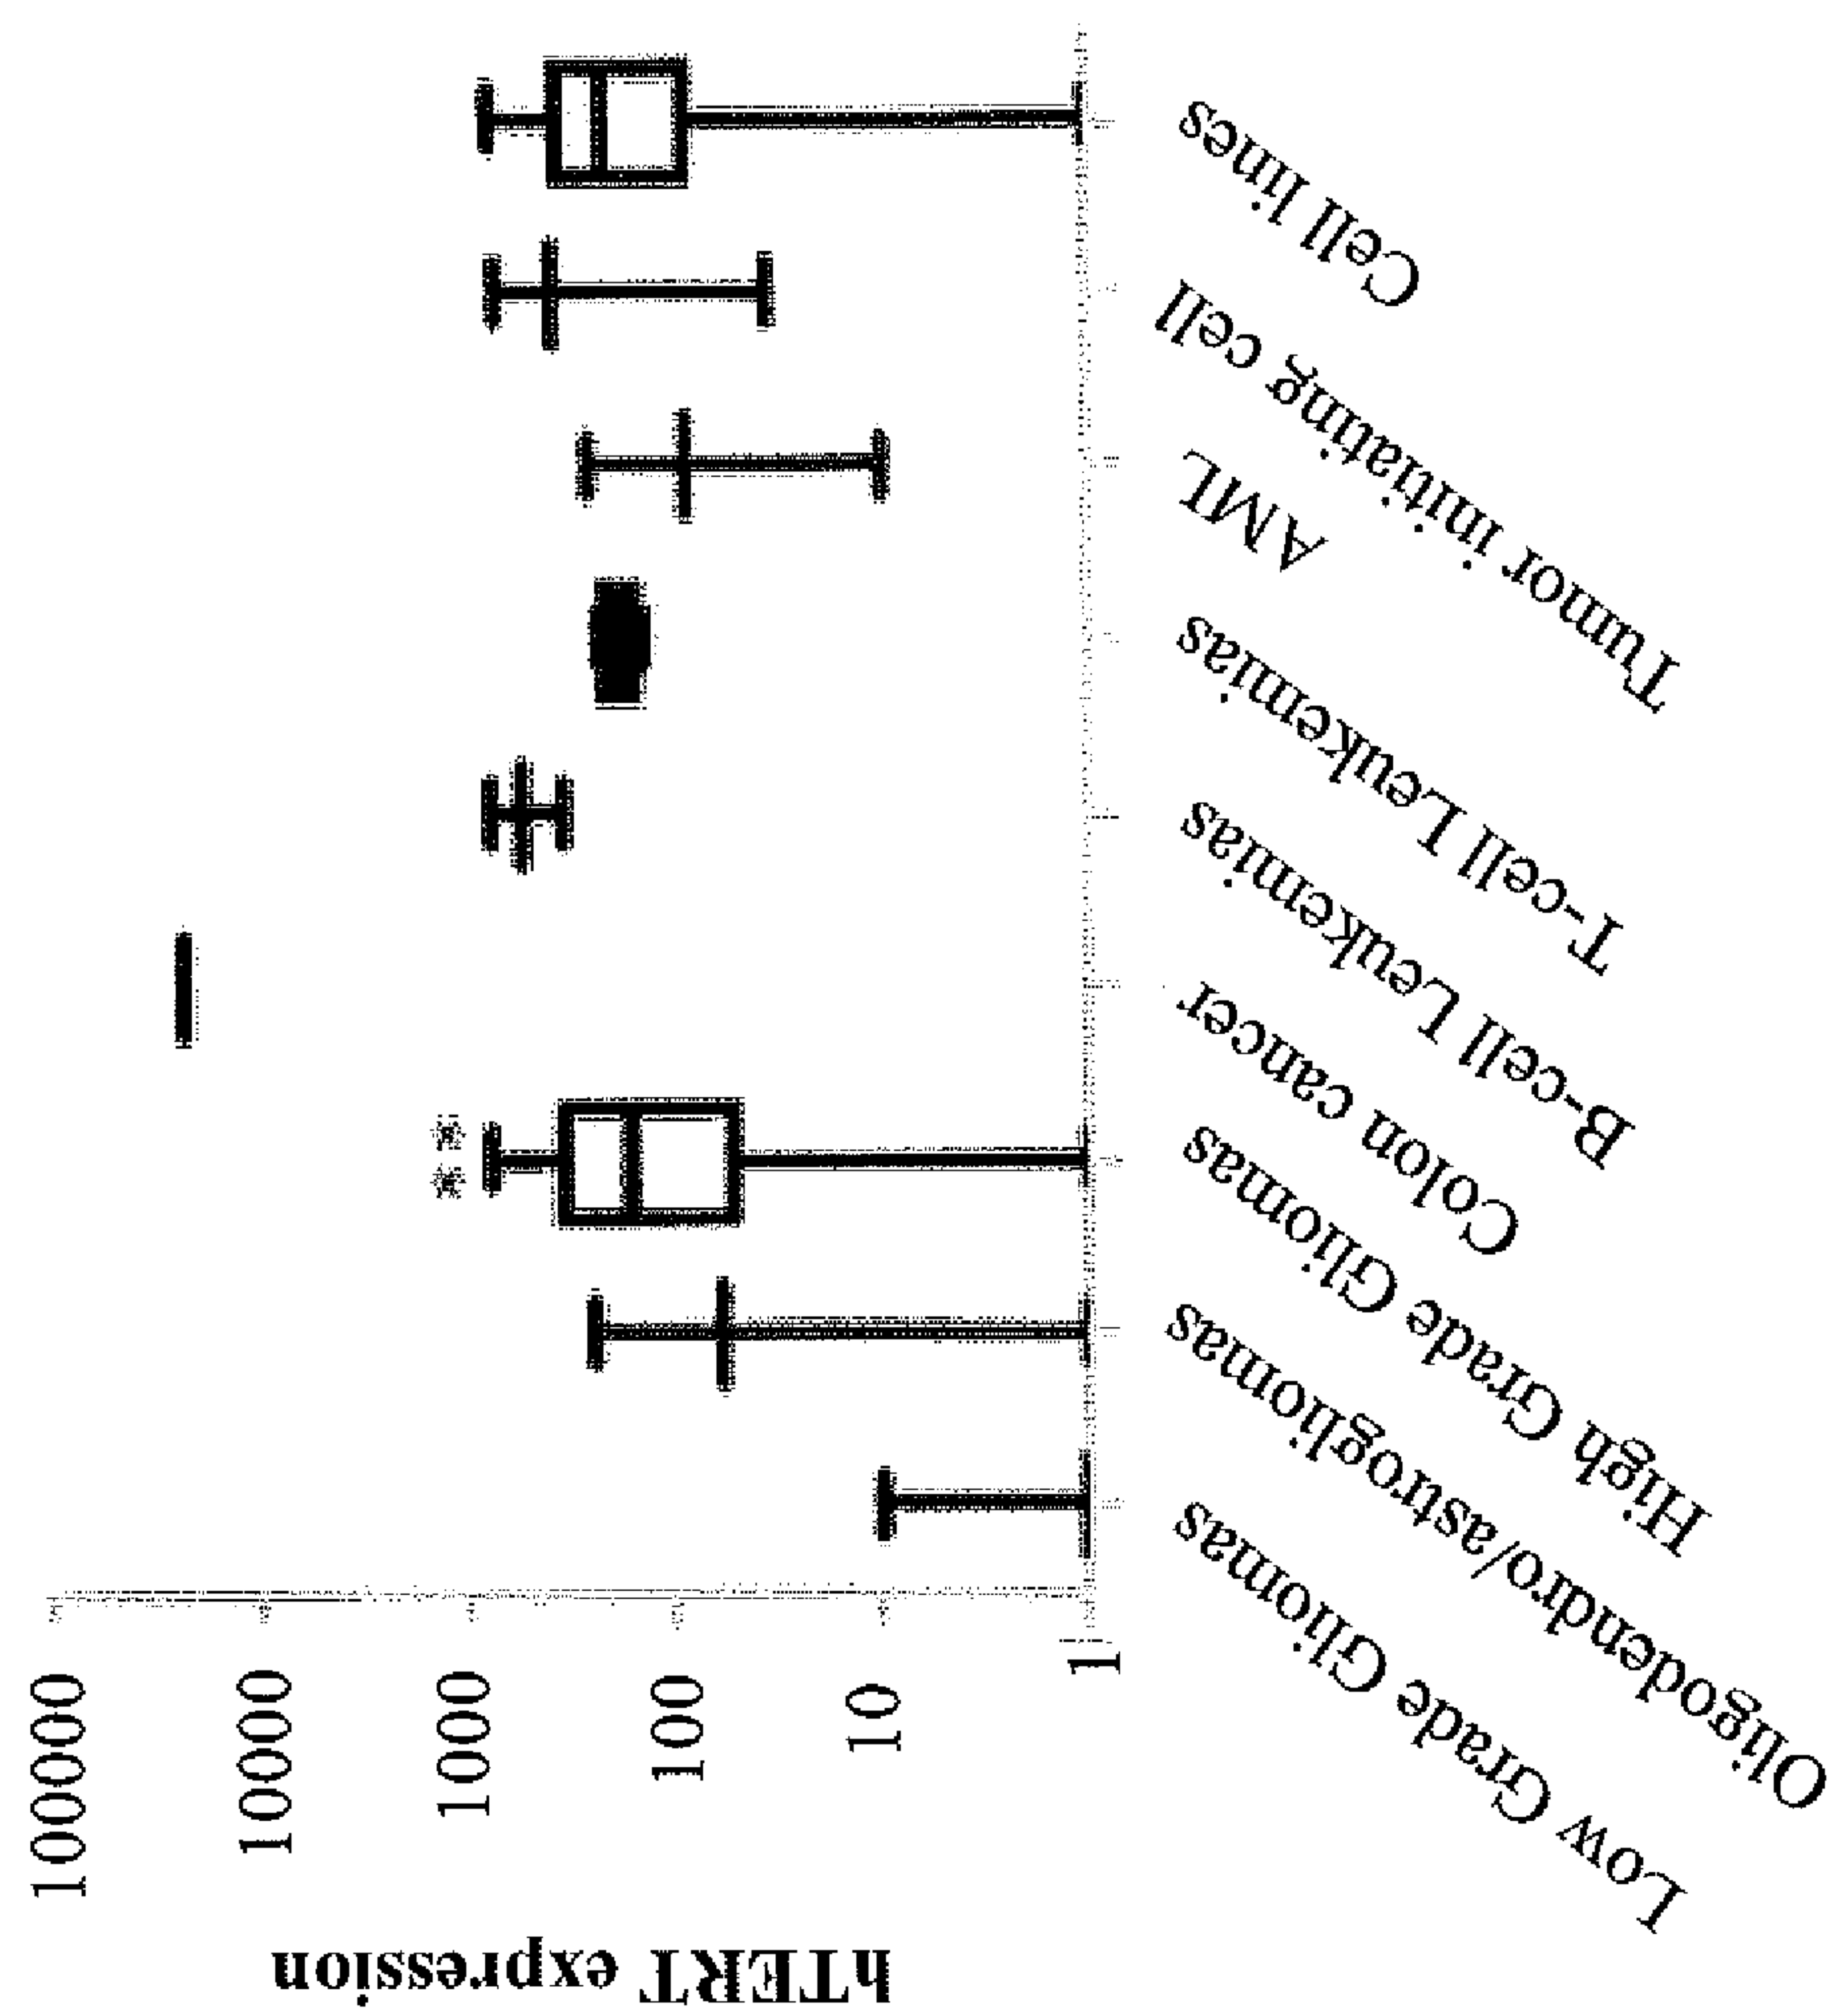 hTERT expression
100000
10000
1000
100
10
1
**
Low Grade Gliomas
Oligodendro/astrogliomas
High Grade Gliomas
Colon cancer
B-cell Leukemias
T-cell Leukemias
AML
Tumor initiating cell
Cell lines